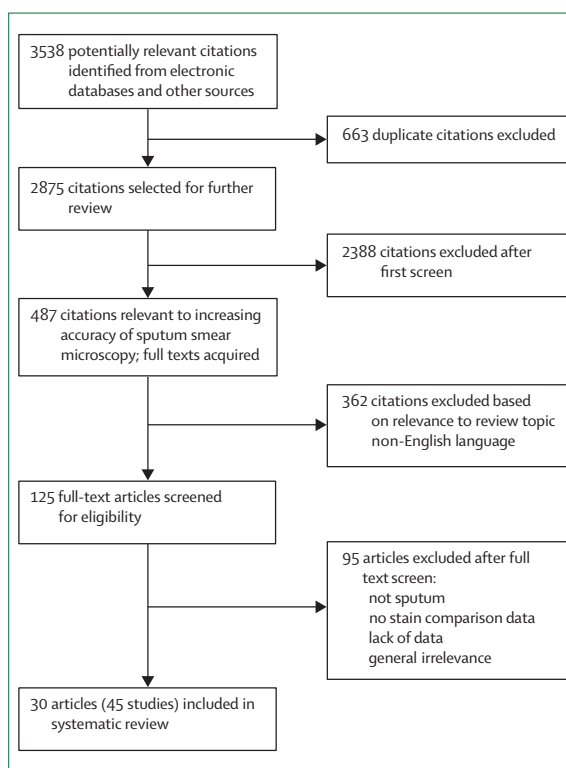 3538 potentially relevant citations
identified from electronic
databases and other sources
663 duplicate citations excluded
2875 citations selected for further
review
2388 citations excluded after
first screen
487 citations relevant to increasing
accuracy of sputum smear
microscopy; full texts acquired
362 citations excluded based
on relevance to review topic
non-English language
125 full-text articles screened
for eligibility
95 articles excluded after full
text screen:
not sputum
no stain comparison data
lack of data
general irrelevance
30 articles (45 studies) included in
systematic review